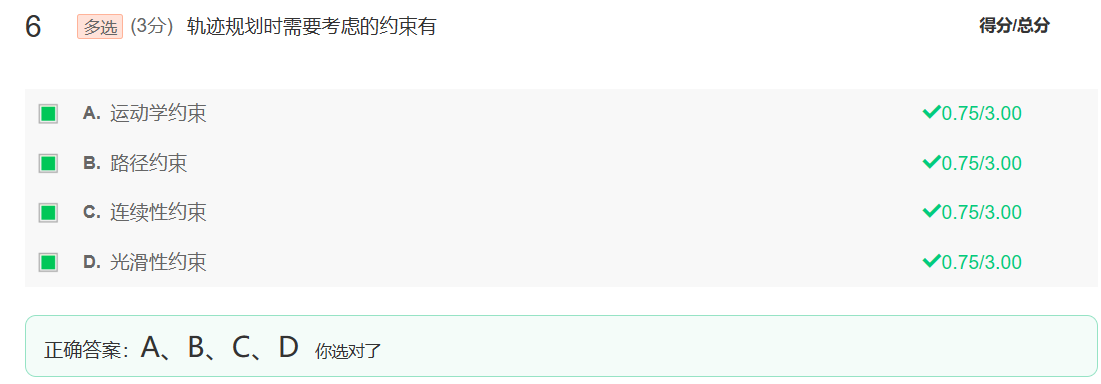 6 多选 (3分) 轨迹规划时需要考虑的约束有 得分/总分
A. 运动学约束 0.75/3.00
B. 路径约束 0.75/3.00
C. 连续性约束 0.75/3.00
D. 光滑性约束 0.75/3.00
正确答案：A、B、C、D 你选对了